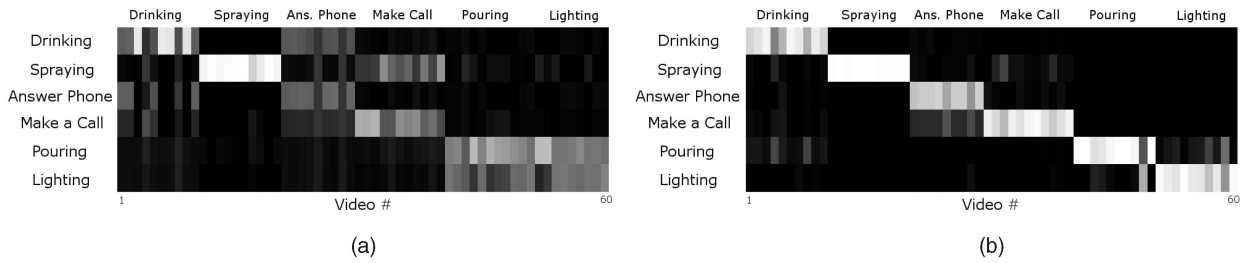 Drinking Spraying Ans. Phone Make Call Pouring Lighting
Drinking
Spraying
Answer Phone
Make a Call
Pouring
Lighting
1 Video # 60
(a)
Drinking Spraying Ans. Phone Make Call Pouring Lighting
Drinking
Spraying
Answer Phone
Make a Call
Pouring
Lighting
1 Video # 60
(b)